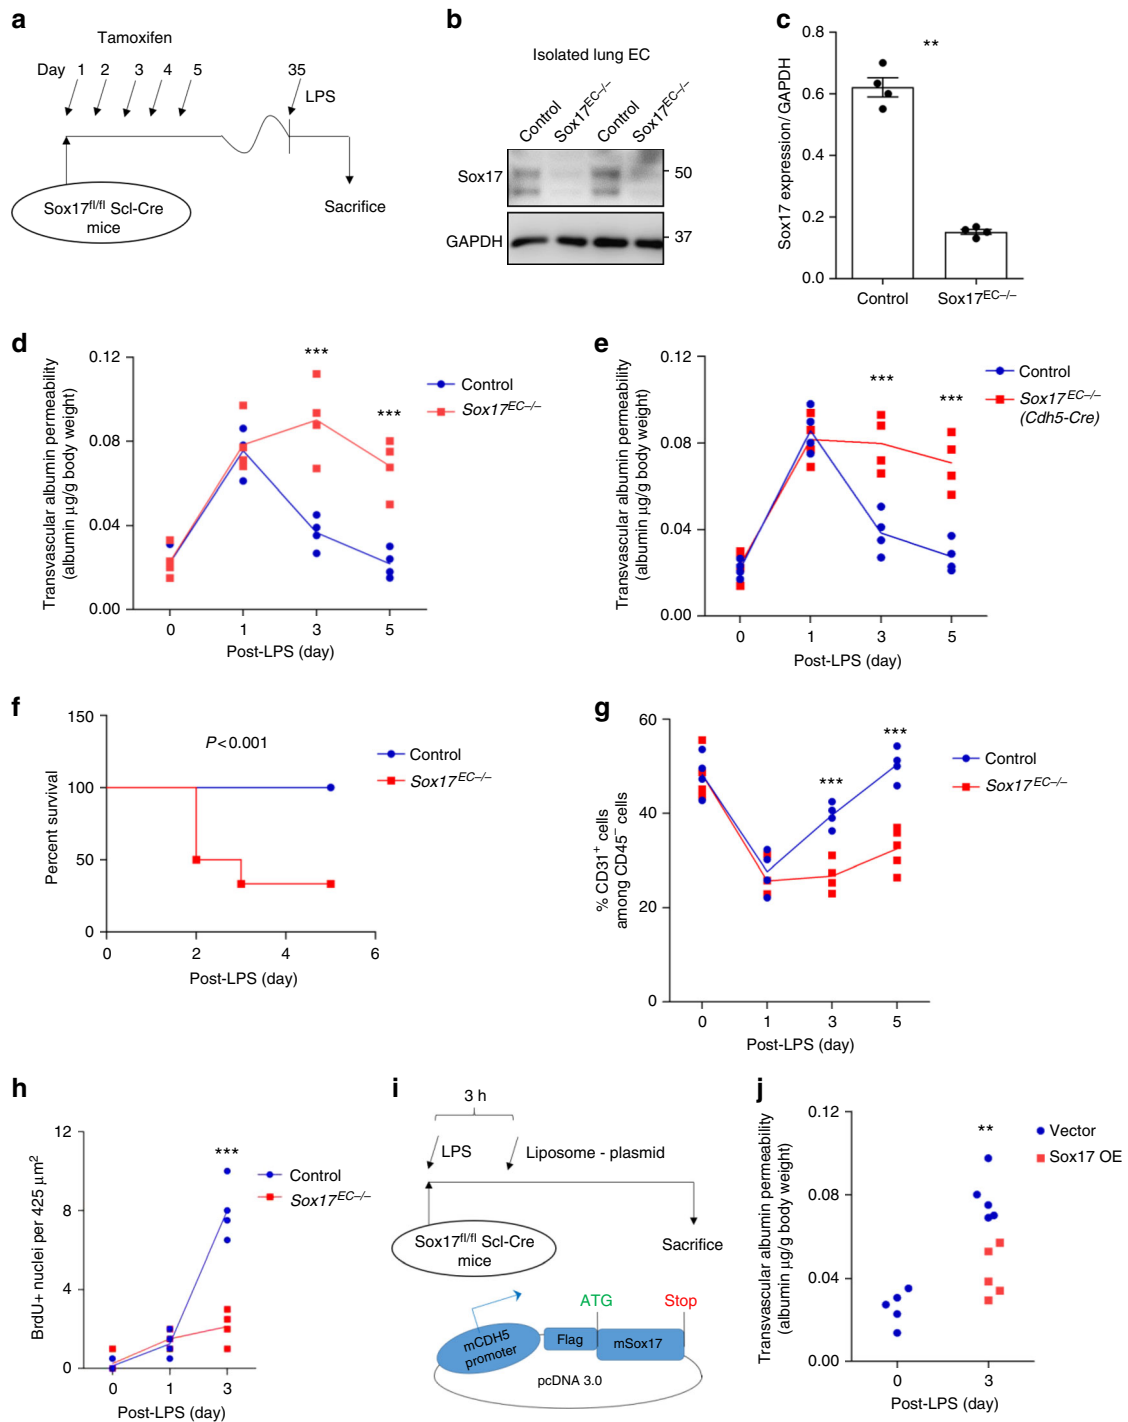 a
Tamoxifen
Day 1 2 3 4 5 35
LPS
Sox17fl/fl Scl-Cre
mice
Sacrifice
b
Isolated lung EC
Control Sox17EC–/– Control Sox17EC–/–
Sox17
50
GAPDH
37
c
Sox17 expression/GAPDH
0.8
0.6
0.4
0.2
0.0
**
Control Sox17EC–/–
d
Transvascular albumin permeability
(albumin μg/g body weight)
0.12
0.08
0.04
0.00
***
***
Control
Sox17EC–/–
0 1 3 5
Post-LPS (day)
e
Transvascular albumin permeability
(albumin μg/g body weight)
0.12
0.08
0.04
0.00
***
***
Control
Sox17EC–/–
(Cdh5-Cre)
0 1 3 5
Post-LPS (day)
f
Percent survival
150
100
50
0
P<0.001
Control
Sox17EC–/–
0 2 4 6
Post-LPS (day)
g
% CD31+ cells
among CD45– cells
60
40
20
0
***
***
Control
Sox17EC–/–
0 1 3 5
Post-LPS (day)
h
BrdU+ nuclei per 425 μm2
12
8
4
0
***
Control
Sox17EC–/–
0 1 3
Post-LPS (day)
i
3 h
LPS
Liposome - plasmid
Sox17fl/fl Scl-Cre
mice
Sacrifice
ATG
Stop
mCDH5
promoter
Flag
mSox17
pcDNA 3.0
j
Transvascular albumin permeability
(albumin μg/g body weight)
0.12
0.08
0.04
0.00
**
Vector
Sox17 OE
0 3
Post-LPS (day)